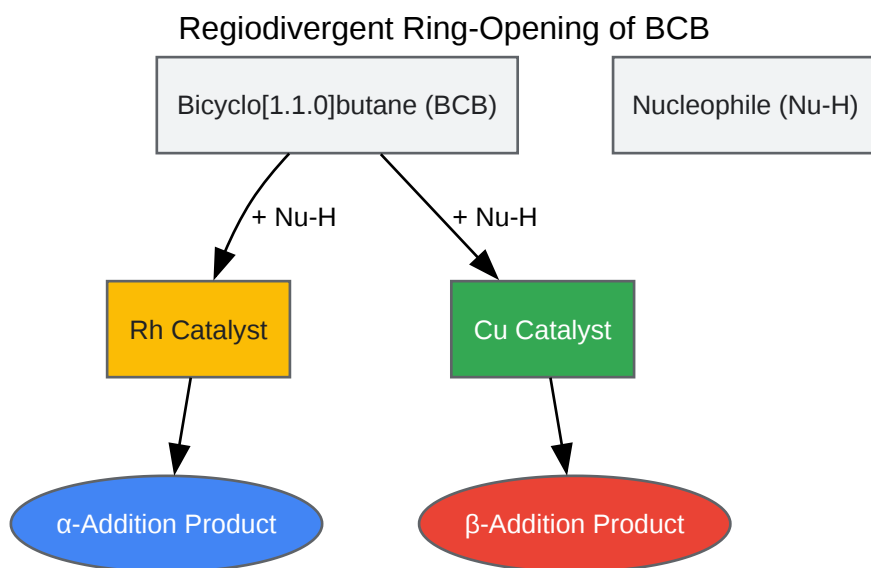 Regiodivergent Ring-Opening of BCB
Bicyclo[1.1.0]butane (BCB)
Nucleophile (Nu-H)
+ Nu-H
+ Nu-H
Rh Catalyst
Cu Catalyst
α-Addition Product
β-Addition Product